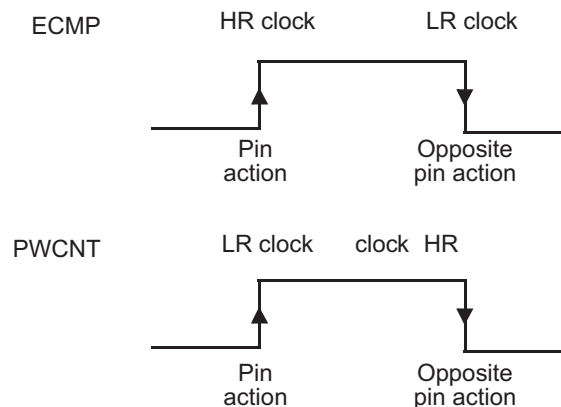 ECMP HR clock LR clock
Pin action Opposite pin action
PWCNT LR clock clock HR
Pin action Opposite pin action